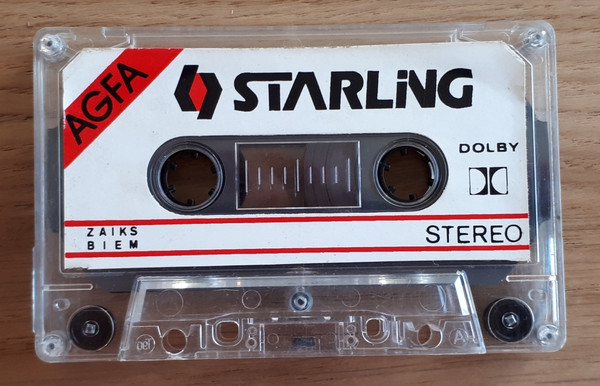 AGFA
STARLiNG
DOLBY
ZAIKS
BIEM
STEREO
A